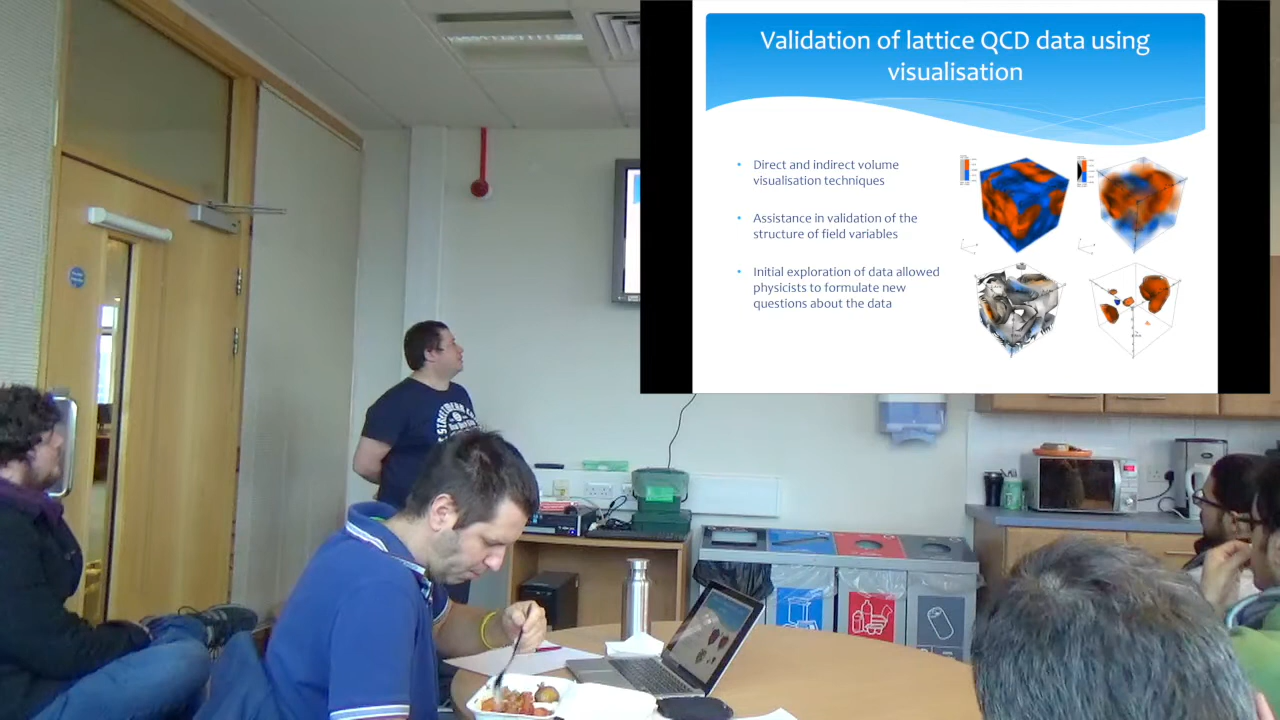 Validation of lattice QCD data using
visualisation
• Direct and indirect volume
visualisation techniques
• Assistance in validation of the
structure of field variables
• Initial exploration of data allowed
physicists to formulate new
questions about the data